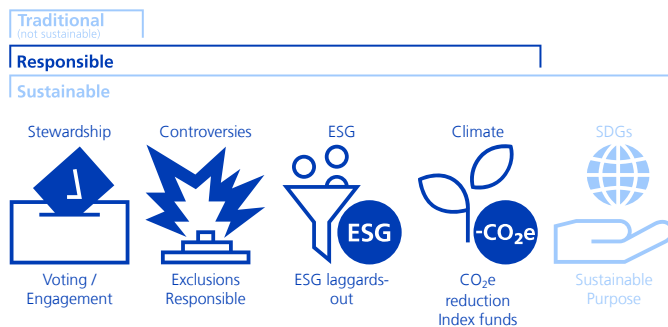 Traditional
(not sustainable)
Responsible
Sustainable
Stewardship
Controversies
ESG
Climate
SDGs
ESG
-CO₂e
Voting /
Engagement
Exclusions
Responsible
ESG laggards-
out
CO₂e
reduction
Index funds
Sustainable
Purpose